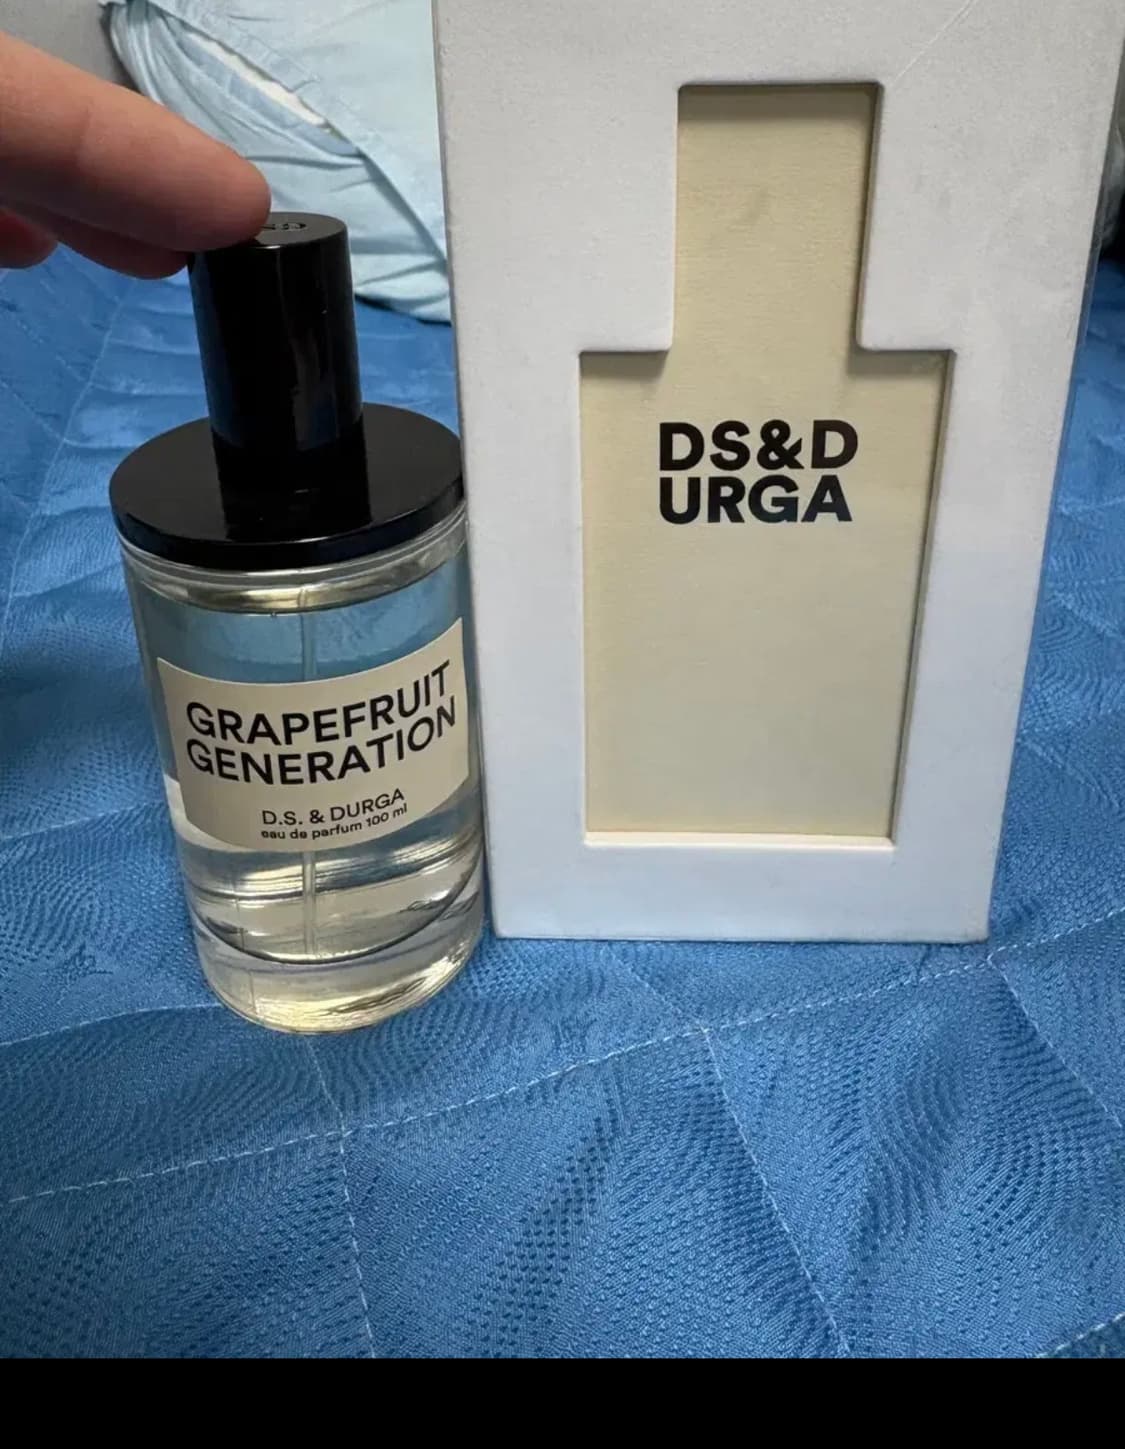 GRAPEFRUIT
GENERATION
D.S. & DURGA
eau de parfum 100 ml
DS&D
URGA